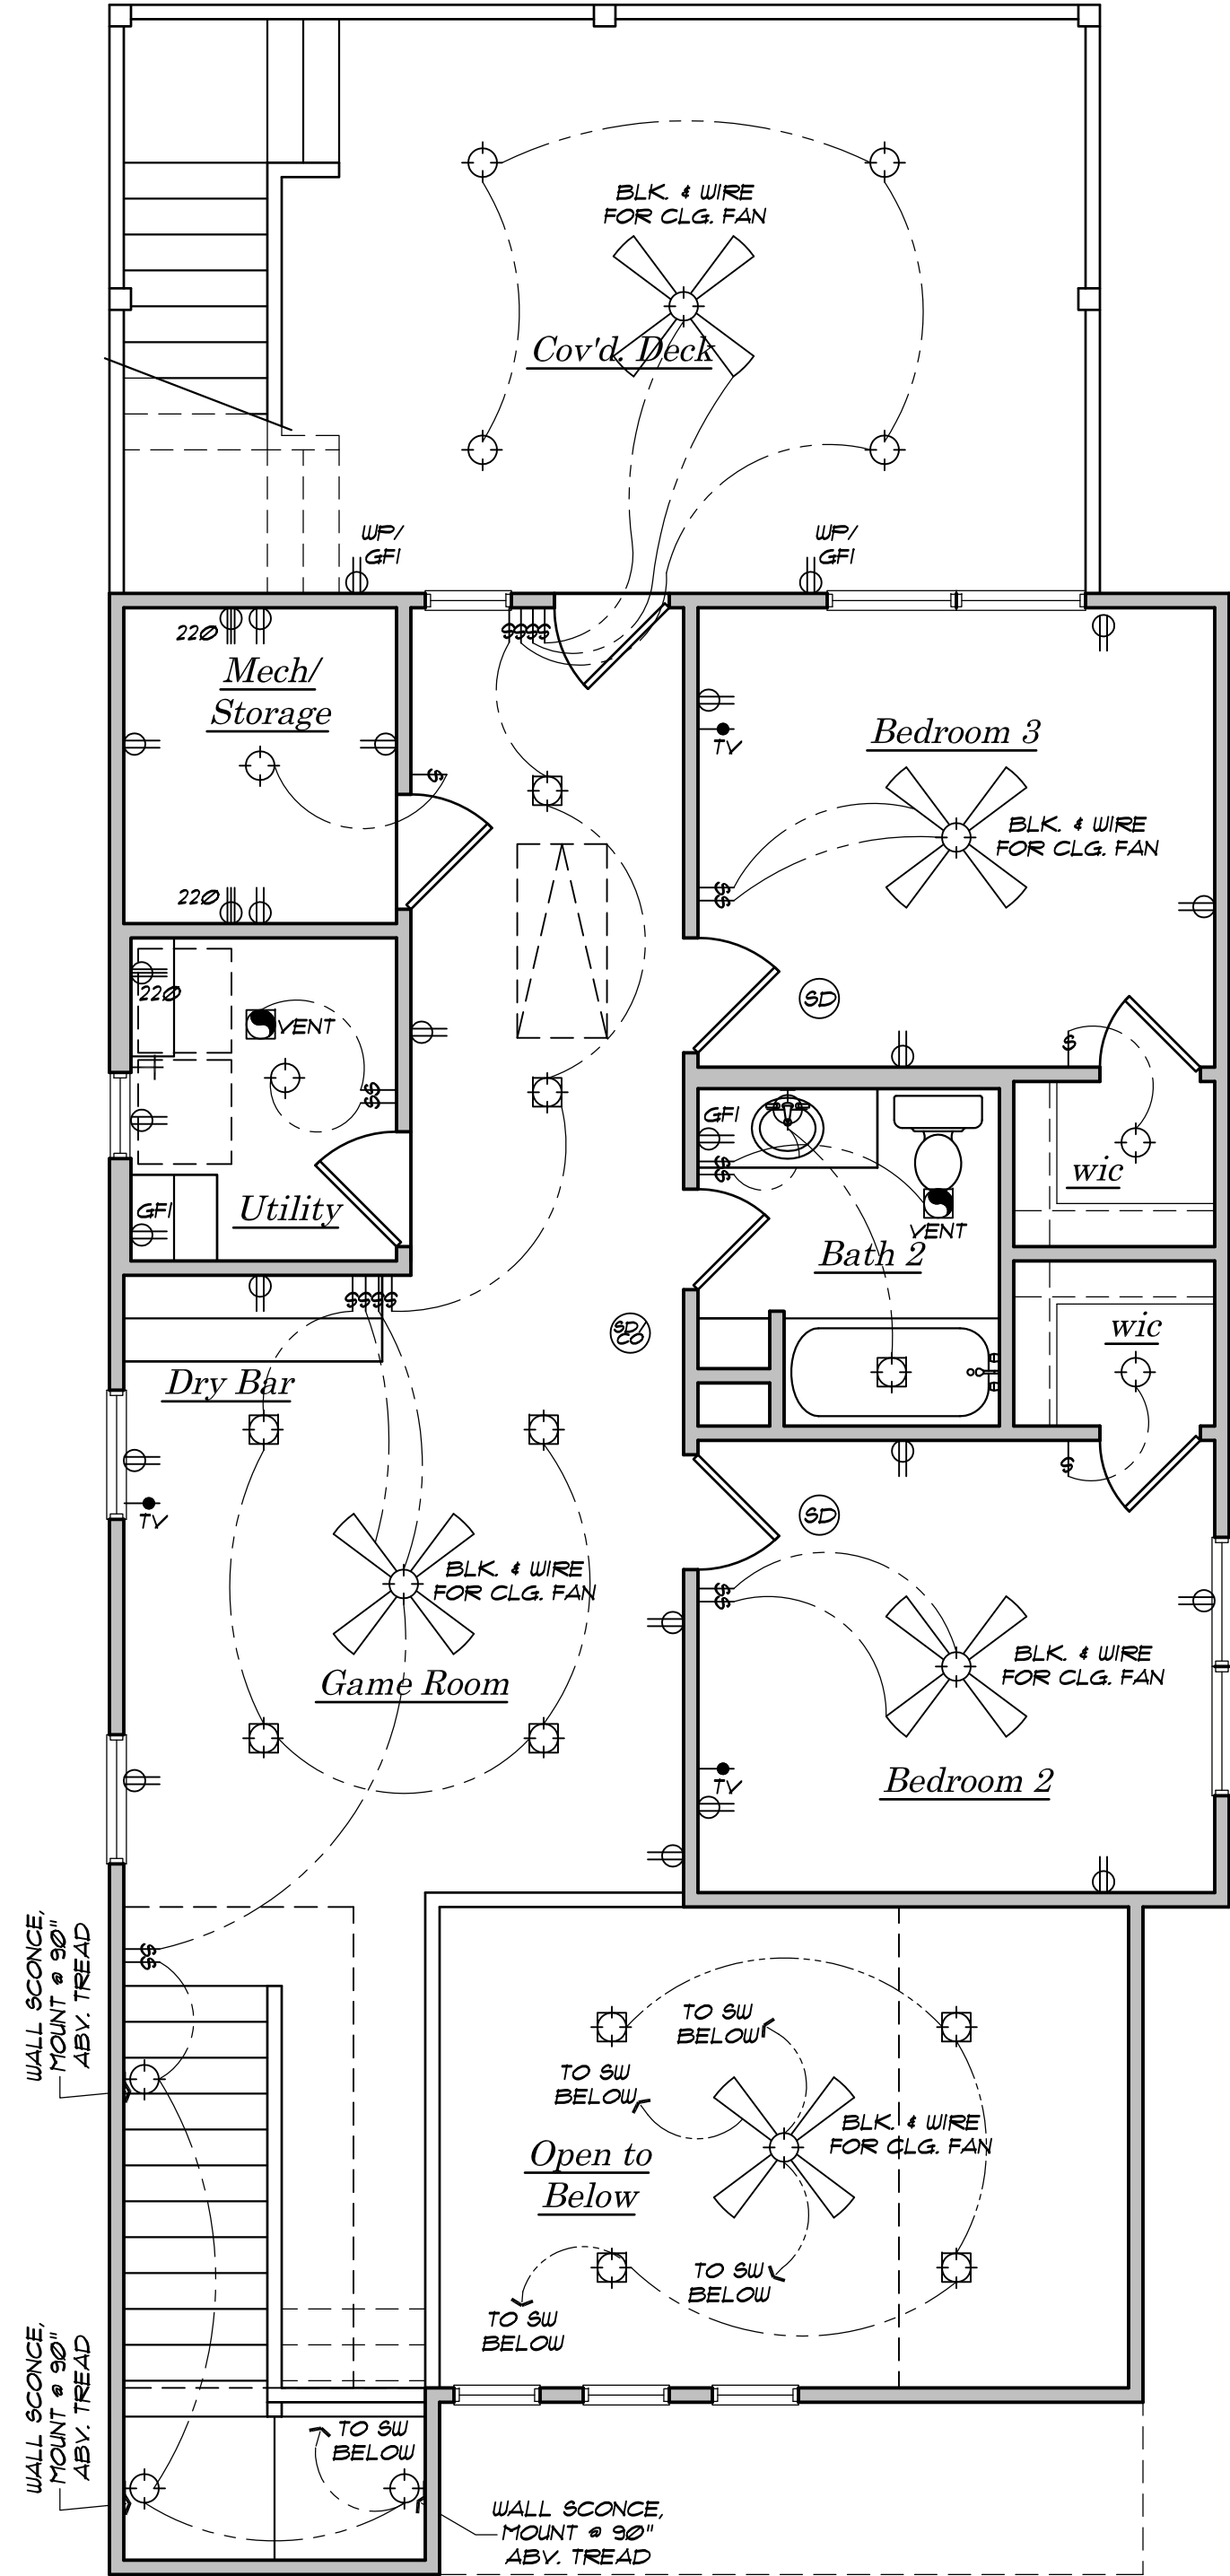 BLK. & WIRE
FOR CLG. FAN
Cov'd. Deck
WP/
GFI
WP/
GFI
220
Mech/
Storage
$$$$
TV
Bedroom 3
$
BLK. & WIRE
FOR CLG. FAN
220
$
$
220
VENT
SD
$
$
$
GFI
$
$
GFI
Utility
wic
VENT
Bath 2
$$$$
SD/
CO
wic
Dry Bar
$
TV
SD
BLK. & WIRE
FOR CLG. FAN
$
$
BLK. & WIRE
FOR CLG. FAN
Game Room
TV
Bedroom 2
WALL SCONCE,
MOUNT @ 90"
ABV. TREAD
$
$
TO SW
BELOW
TO SW
BELOW
BLK. & WIRE
FOR CLG. FAN
Open to
Below
TO SW
BELOW
TO SW
BELOW
WALL SCONCE,
MOUNT @ 90"
ABV. TREAD
TO SW
BELOW
WALL SCONCE,
MOUNT @ 90"
ABV. TREAD